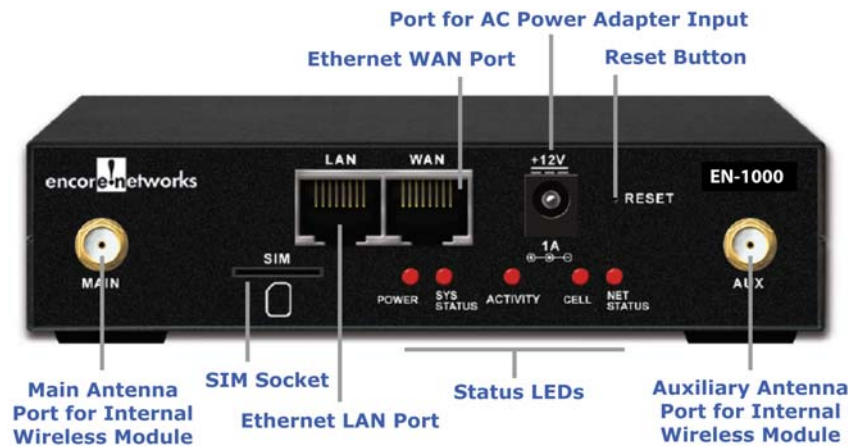 Port for AC Power Adapter Input
Ethernet WAN Port
Reset Button
LAN
WAN
+12V
encore!networks
EN-1000
RESET
1A
SIM
MAIN
AUX
POWER
SYS
STATUS
ACTIVITY
CELL
NET
STATUS
Main Antenna
Port for Internal
Wireless Module
SIM Socket
Ethernet LAN Port
Status LEDs
Auxiliary Antenna
Port for Internal
Wireless Module